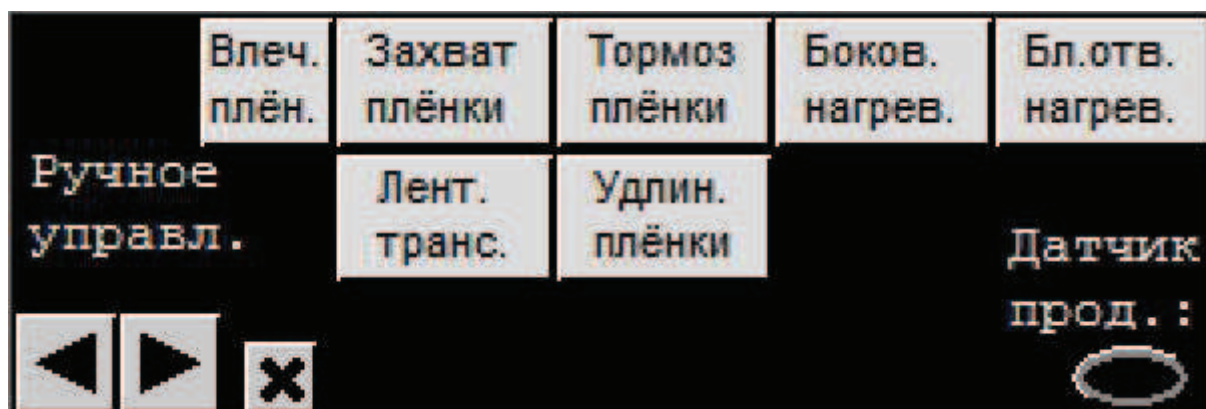 Влеч.
плён.
Захват
плёнки
Тормоз
плёнки
Боков.
нагрев.
Бл.отв.
нагрев.
Ручное
управл.
Лент.
транс.
Удлин.
плёнки
Датчик
прод.: